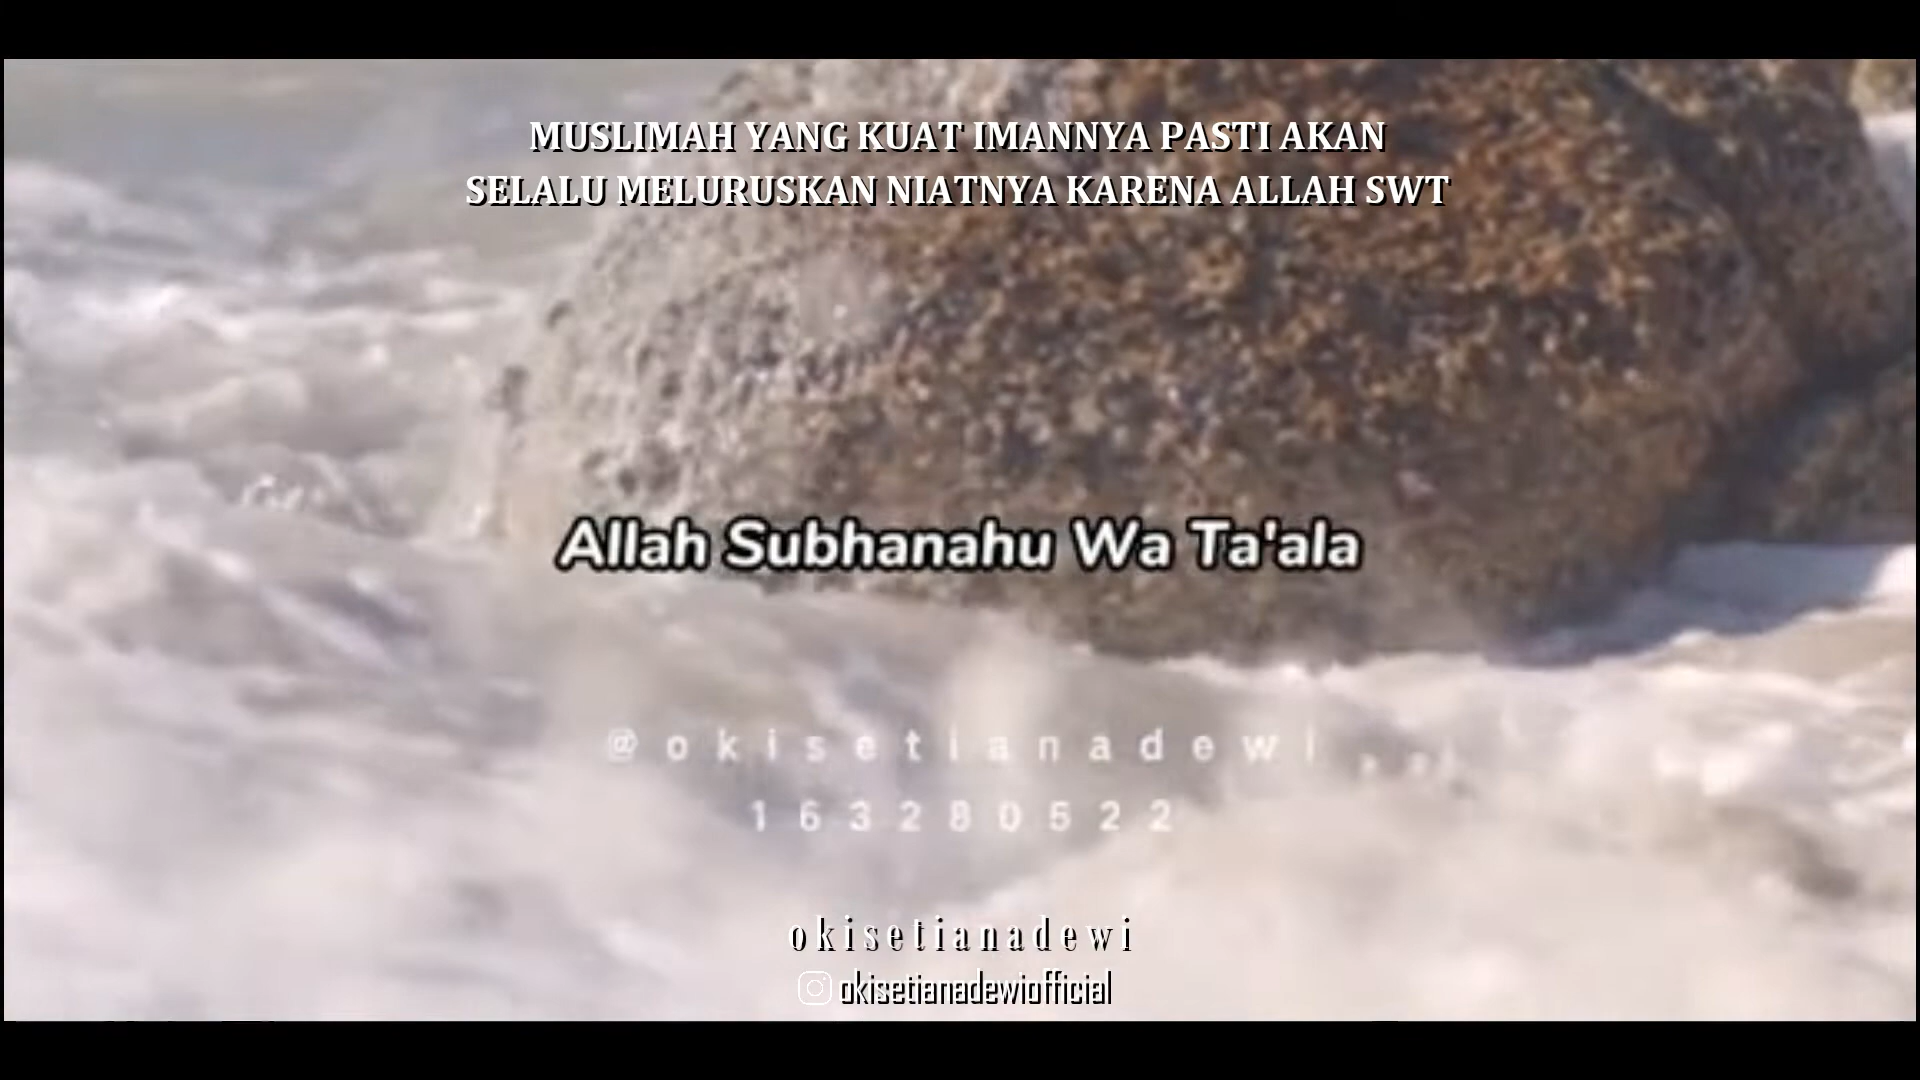 MUSLIMAH YANG KUAT IMANNYA PASTI AKAN
SELALU MELURUSKAN NIATNYA KARENA ALLAH SWT
Allah Subhanahu Wa Ta'ala
@okisetianadewi
163280522
okisetianadewi
okisetianadewiofficial